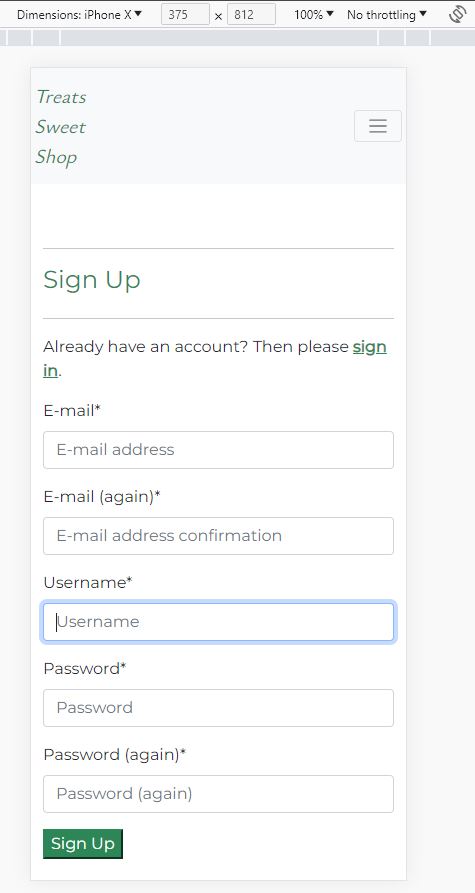 Dimensions: iPhone X ▼ 375 x 812 100% ▼ No throttling ▼
Treats
Sweet
Shop
Sign Up
Already have an account? Then please sign
in.
E-mail*
E-mail address
E-mail (again)*
E-mail address confirmation
Username*
Username
Password*
Password
Password (again)*
Password (again)
Sign Up